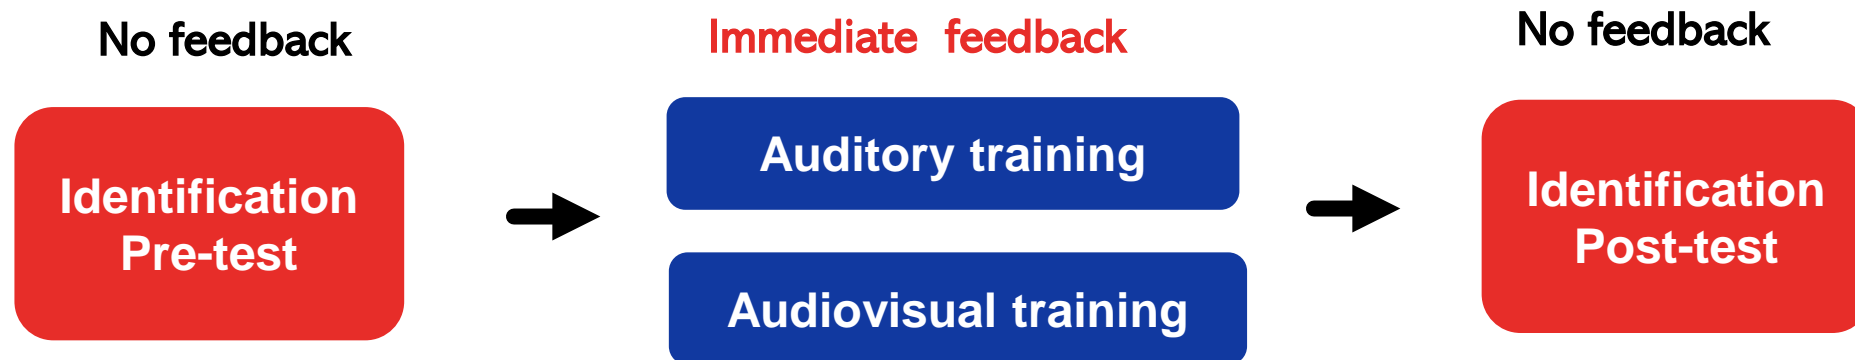 No feedback
Identification
Pre-test
Immediate feedback
Auditory training
Audiovisual training
No feedback
Identification
Post-test